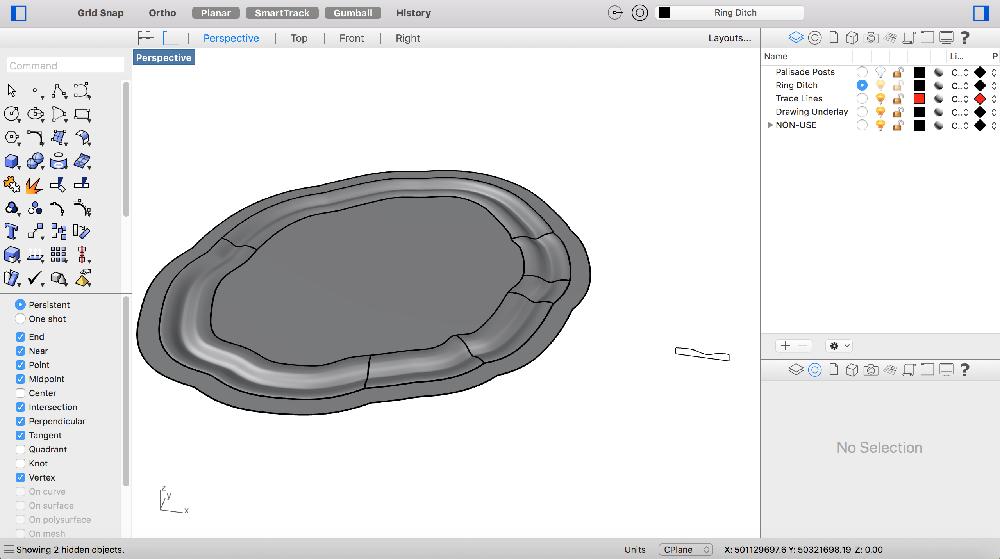 Grid Snap Ortho Planar SmartTrack Gumball History Ring Ditch
Perspective Top Front Right Layouts...
Perspective
Command
Persistent
One shot
End
Near
Point
Midpoint
Center
Intersection
Perpendicular
Tangent
Quadrant
Knot
Vertex
On curve
On surface
On polysurface
On mesh
z
y
x
Name Li... P
Palisade Posts C..
Ring Ditch C..
Trace Lines C..
Drawing Underlay C..
NON-USE C..
No Selection
Showing 2 hidden objects. Units CPlane X: 501129697.6 Y: 50321698.19 Z: 0.00